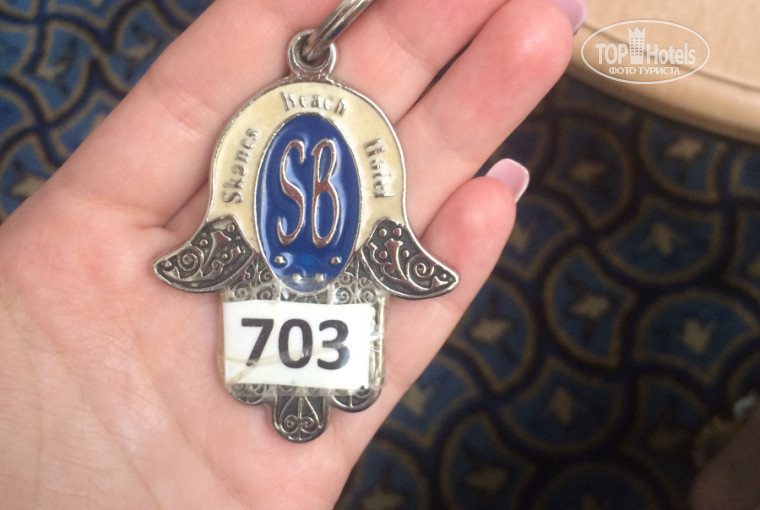 Skanes Beach Hotel
SB
703
TOP Hotels
ФОТО ТУРИСТА